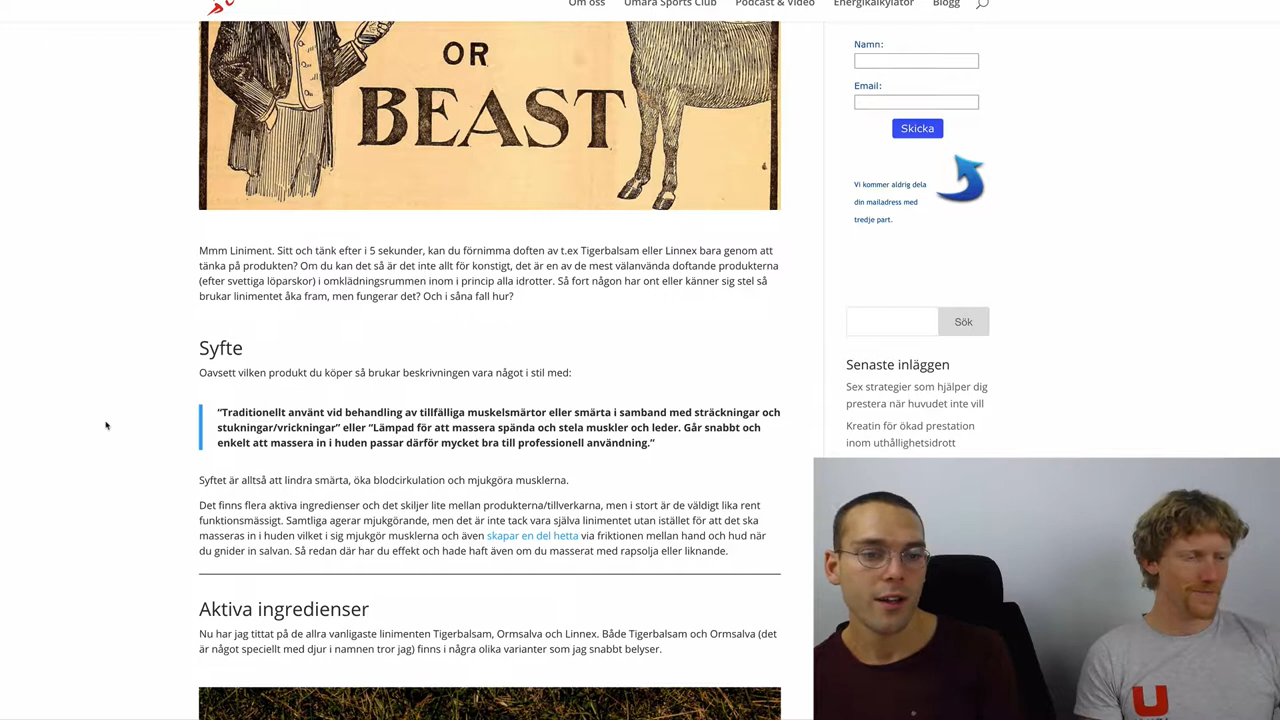 Om oss Umara Sports Club Podcast & Video Energikalkylator Blogg
OR
BEAST
Namn:
Email:
Skicka
Vi kommer aldrig dela
din mailadress med
tredje part.
Mmm Liniment. Sitt och tänk efter i 5 sekunder, kan du förnimma doften av t.ex Tigerbalsam eller Linnex bara genom att
tänka på produkten? Om du kan det så är det inte allt för konstigt, det är en av de mest välanvända doftande produkterna
(efter svettiga löparskor) i omklädningsrummen inom i princip alla idrotter. Så fort någon har ont eller känner sig stel så
brukar linimentet åka fram, men fungerar det? Och i såna fall hur?
Syfte
Oavsett vilken produkt du köper så brukar beskrivningen vara något i stil med:
“Traditionellt använt vid behandling av tillfälliga muskelsmärtor eller smärta i samband med sträckningar och
stukningar/vrickningar” eller “Lämpad för att massera spända och stela muskler och leder. Går snabbt och
enkelt att massera in i huden passar därför mycket bra till professionell användning.”
Syftet är alltså att lindra smärta, öka blodcirkulation och mjukgöra musklerna.
Det finns flera aktiva ingredienser och det skiljer lite mellan produkterna/tillverkarna, men i stort är de väldigt lika rent
funktionsmässigt. Samtliga agerar mjukgörande, men det är inte tack vara själva linimentet utan istället för att det ska
masseras in i huden vilket i sig mjukgör musklerna och även skapar en del hetta via friktionen mellan hand och hud när
du gnider in salvan. Så redan där har du effekt och hade haft även om du masserat med rapsolja eller liknande.
Aktiva ingredienser
Nu har jag tittat på de allra vanligaste linimenten Tigerbalsam, Ormsalva och Linnex. Både Tigerbalsam och Ormsalva (det
är något speciellt med djur i namnen tror jag) finns i några olika varianter som jag snabbt belyser.
Sök
Senaste inläggen
Sex strategier som hjälper dig
prestera när huvudet inte vill
Kreatin för ökad prestation
inom uthållighetsidrott
U